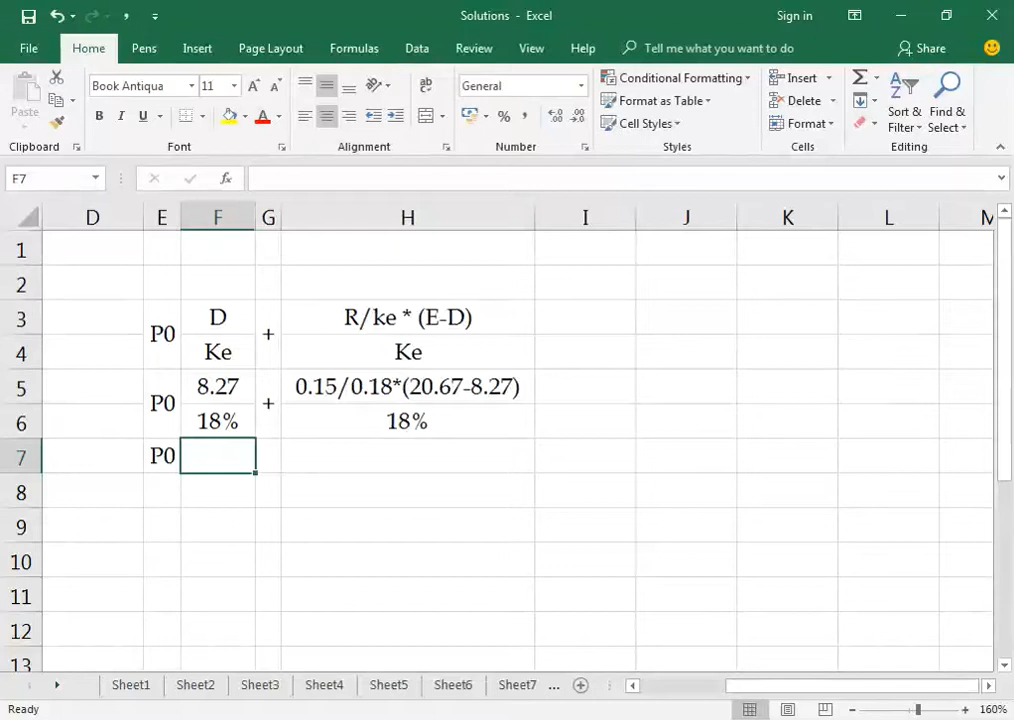 Solutions - Excel
Sign in
File Home Pens Insert Page Layout Formulas Data Review View Help Tell me what you want to do Share
Paste
Book Antiqua 11
General
Conditional Formatting
Format as Table
Cell Styles
Insert
Delete
Format
Sort & Filter
Find & Select
Clipboard Font Alignment Number Styles Cells Editing
F7 fx
D E F G H I J K L M
1
2
3 P0 D + R/ke * (E-D)
4 Ke Ke
5 P0 8.27 + 0.15/0.18*(20.67-8.27)
6 18% 18%
7 P0
8
9
10
11
12
13
Sheet1 Sheet2 Sheet3 Sheet4 Sheet5 Sheet6 Sheet7 ...
Ready 160%